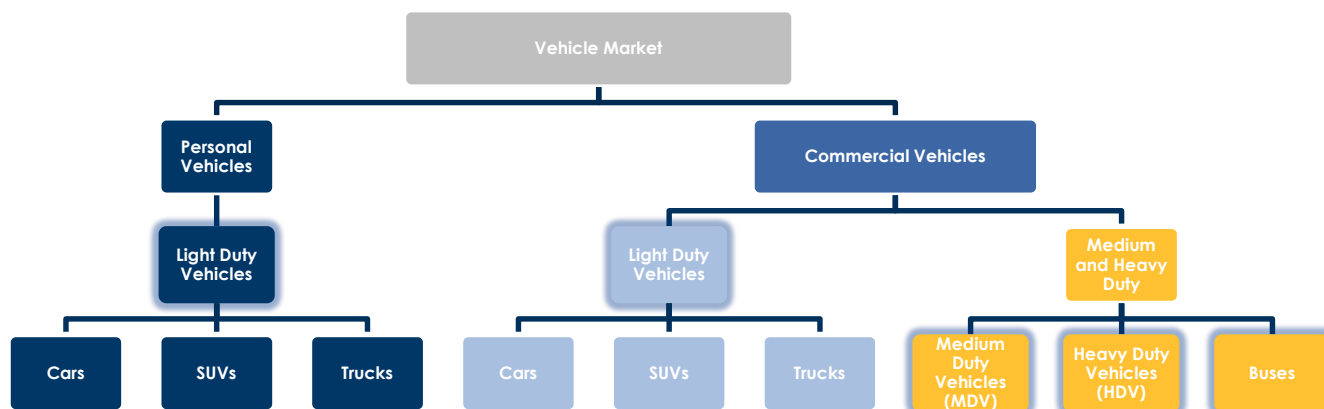 Vehicle Market
Personal
Vehicles
Commercial Vehicles
Light Duty
Vehicles
Light Duty
Vehicles
Medium
and Heavy
Duty
Cars
SUVs
Trucks
Cars
SUVs
Trucks
Medium
Duty
Vehicles
(MDV)
Heavy Duty
Vehicles
(HDV)
Buses